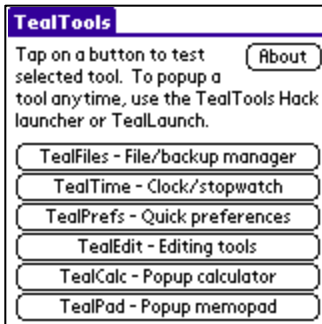 TealTools
Tap on a button to test
selected tool. To popup a
tool anytime, use the TealTools Hack
launcher or TealLaunch.
About
TealFiles - File/backup manager
TealTime - Clock/stopwatch
TealPrefs - Quick preferences
TealEdit - Editing tools
TealCalc - Popup calculator
TealPad - Popup memopad